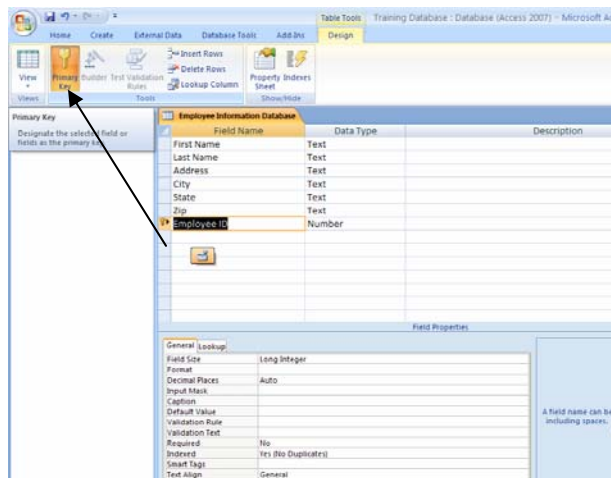 Table Tools Training Database : Database (Access 2007) - Microsoft Ac
Home Create External Data Database Tools Add-Ins Design
View Primary Key Builder Test Validation Rules Insert Rows Delete Rows Lookup Column Property Sheet Indexes
Views Tools Show/Hide
Primary Key
Designate the selected field or
fields as the primary key.
Employee Information Database
Field Name Data Type Description
First Name Text
Last Name Text
Address Text
City Text
State Text
Zip Text
Employee ID Number
Field Properties
General Lookup
Field Size Long Integer
Format
Decimal Places Auto
Input Mask
Caption
Default Value
Validation Rule
Validation Text
Required No
Indexed Yes (No Duplicates)
Smart Tags
Text Align General
A field name can be
including spaces.